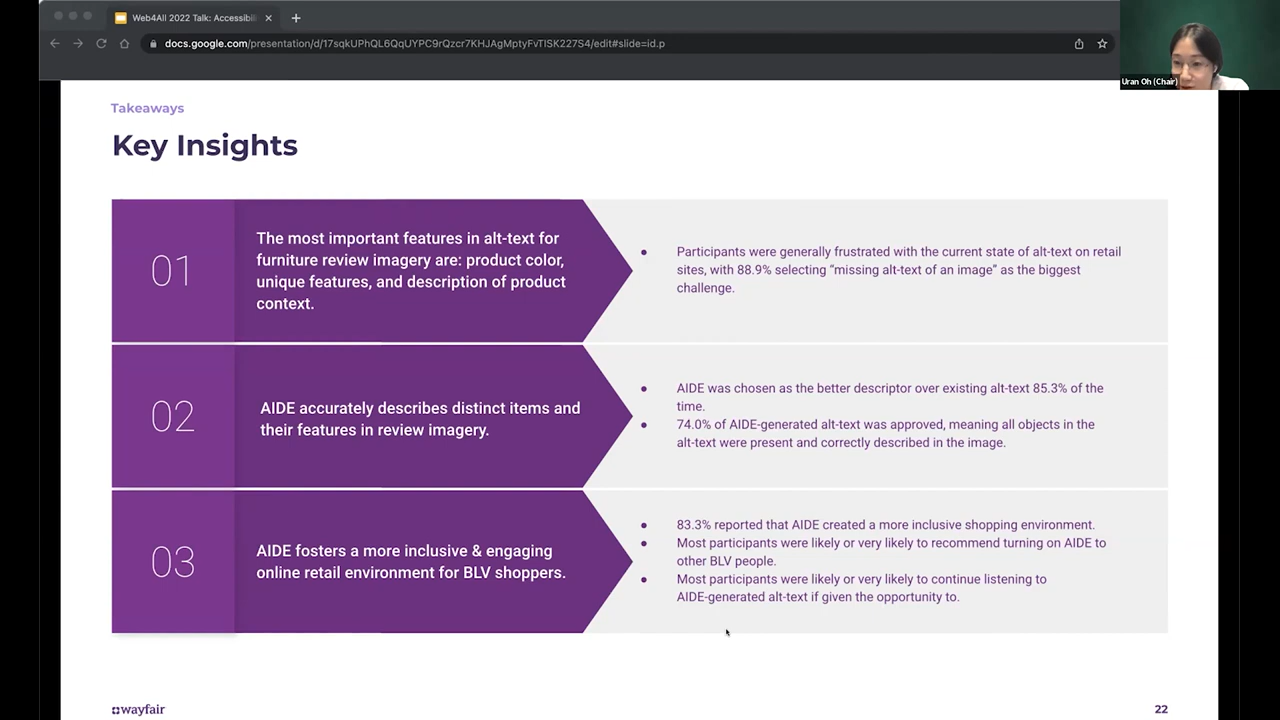 Web4All 2022 Talk: Accessibi
docs.google.com/presentation/d/17sqkUPhQL6QqUYPC9rQzcr7KHJAgMptyFvTlSK227S4/edit#slide=id.p
Uran Oh (Chair)
Takeaways
Key Insights
01
The most important features in alt-text for
furniture review imagery are: product color,
unique features, and description of product
context.
● Participants were generally frustrated with the current state of alt-text on retail
sites, with 88.9% selecting “missing alt-text of an image” as the biggest
challenge.
02
AIDE accurately describes distinct items and
their features in review imagery.
● AIDE was chosen as the better descriptor over existing alt-text 85.3% of the
time.
● 74.0% of AIDE-generated alt-text was approved, meaning all objects in the
alt-text were present and correctly described in the image.
03
AIDE fosters a more inclusive & engaging
online retail environment for BLV shoppers.
● 83.3% reported that AIDE created a more inclusive shopping environment.
● Most participants were likely or very likely to recommend turning on AIDE to
other BLV people.
● Most participants were likely or very likely to continue listening to
AIDE-generated alt-text if given the opportunity to.
wayfair
22